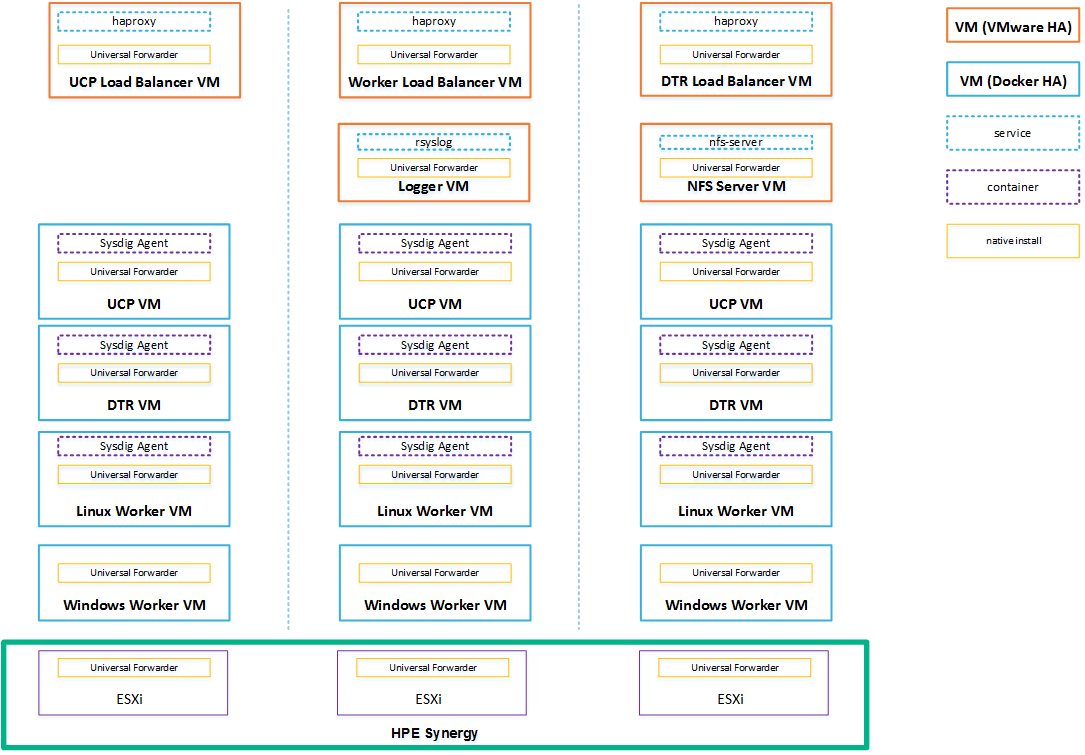 haproxy
Universal Forwarder
UCP Load Balancer VM
haproxy
Universal Forwarder
Worker Load Balancer VM
haproxy
Universal Forwarder
DTR Load Balancer VM
VM (VMware HA)
VM (Docker HA)
service
container
native install
rsyslog
Universal Forwarder
Logger VM
nfs-server
Universal Forwarder
NFS Server VM
Sysdig Agent
Universal Forwarder
UCP VM
Sysdig Agent
Universal Forwarder
UCP VM
Sysdig Agent
Universal Forwarder
UCP VM
Sysdig Agent
Universal Forwarder
DTR VM
Sysdig Agent
Universal Forwarder
DTR VM
Sysdig Agent
Universal Forwarder
DTR VM
Sysdig Agent
Universal Forwarder
Linux Worker VM
Sysdig Agent
Universal Forwarder
Linux Worker VM
Sysdig Agent
Universal Forwarder
Linux Worker VM
Universal Forwarder
Windows Worker VM
Universal Forwarder
Windows Worker VM
Universal Forwarder
Windows Worker VM
Universal Forwarder
ESXi
Universal Forwarder
ESXi
Universal Forwarder
ESXi
HPE Synergy